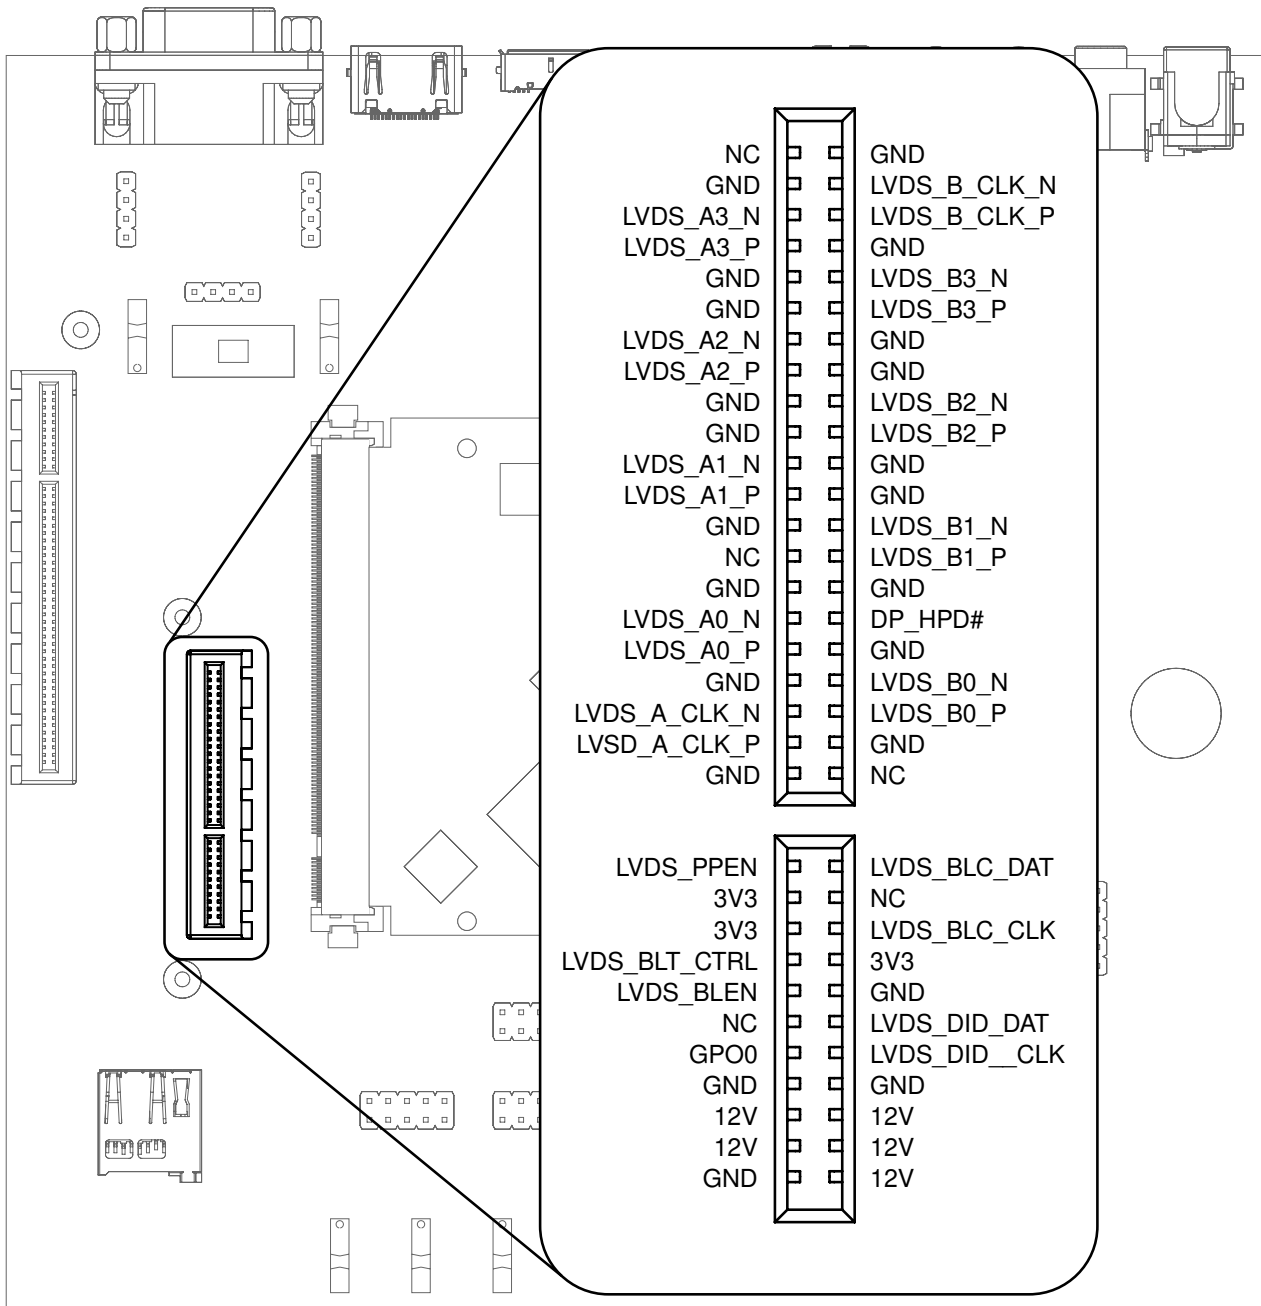 NC GND
GND LVDS_B_CLK_N
LVDS_A3_N LVDS_B_CLK_P
LVDS_A3_P GND
GND LVDS_B3_N
GND LVDS_B3_P
LVDS_A2_N GND
LVDS_A2_P GND
GND LVDS_B2_N
GND LVDS_B2_P
LVDS_A1_N GND
LVDS_A1_P GND
GND LVDS_B1_N
NC LVDS_B1_P
GND GND
LVDS_A0_N DP_HPD#
LVDS_A0_P GND
GND LVDS_B0_N
LVDS_A_CLK_N LVDS_B0_P
LVSD_A_CLK_P GND
GND NC
LVDS_PPEN LVDS_BLC_DAT
3V3 NC
3V3 LVDS_BLC_CLK
LVDS_BLT_CTRL 3V3
LVDS_BLEN GND
NC LVDS_DID_DAT
GPO0 LVDS_DID__CLK
GND GND
12V 12V
12V 12V
GND 12V